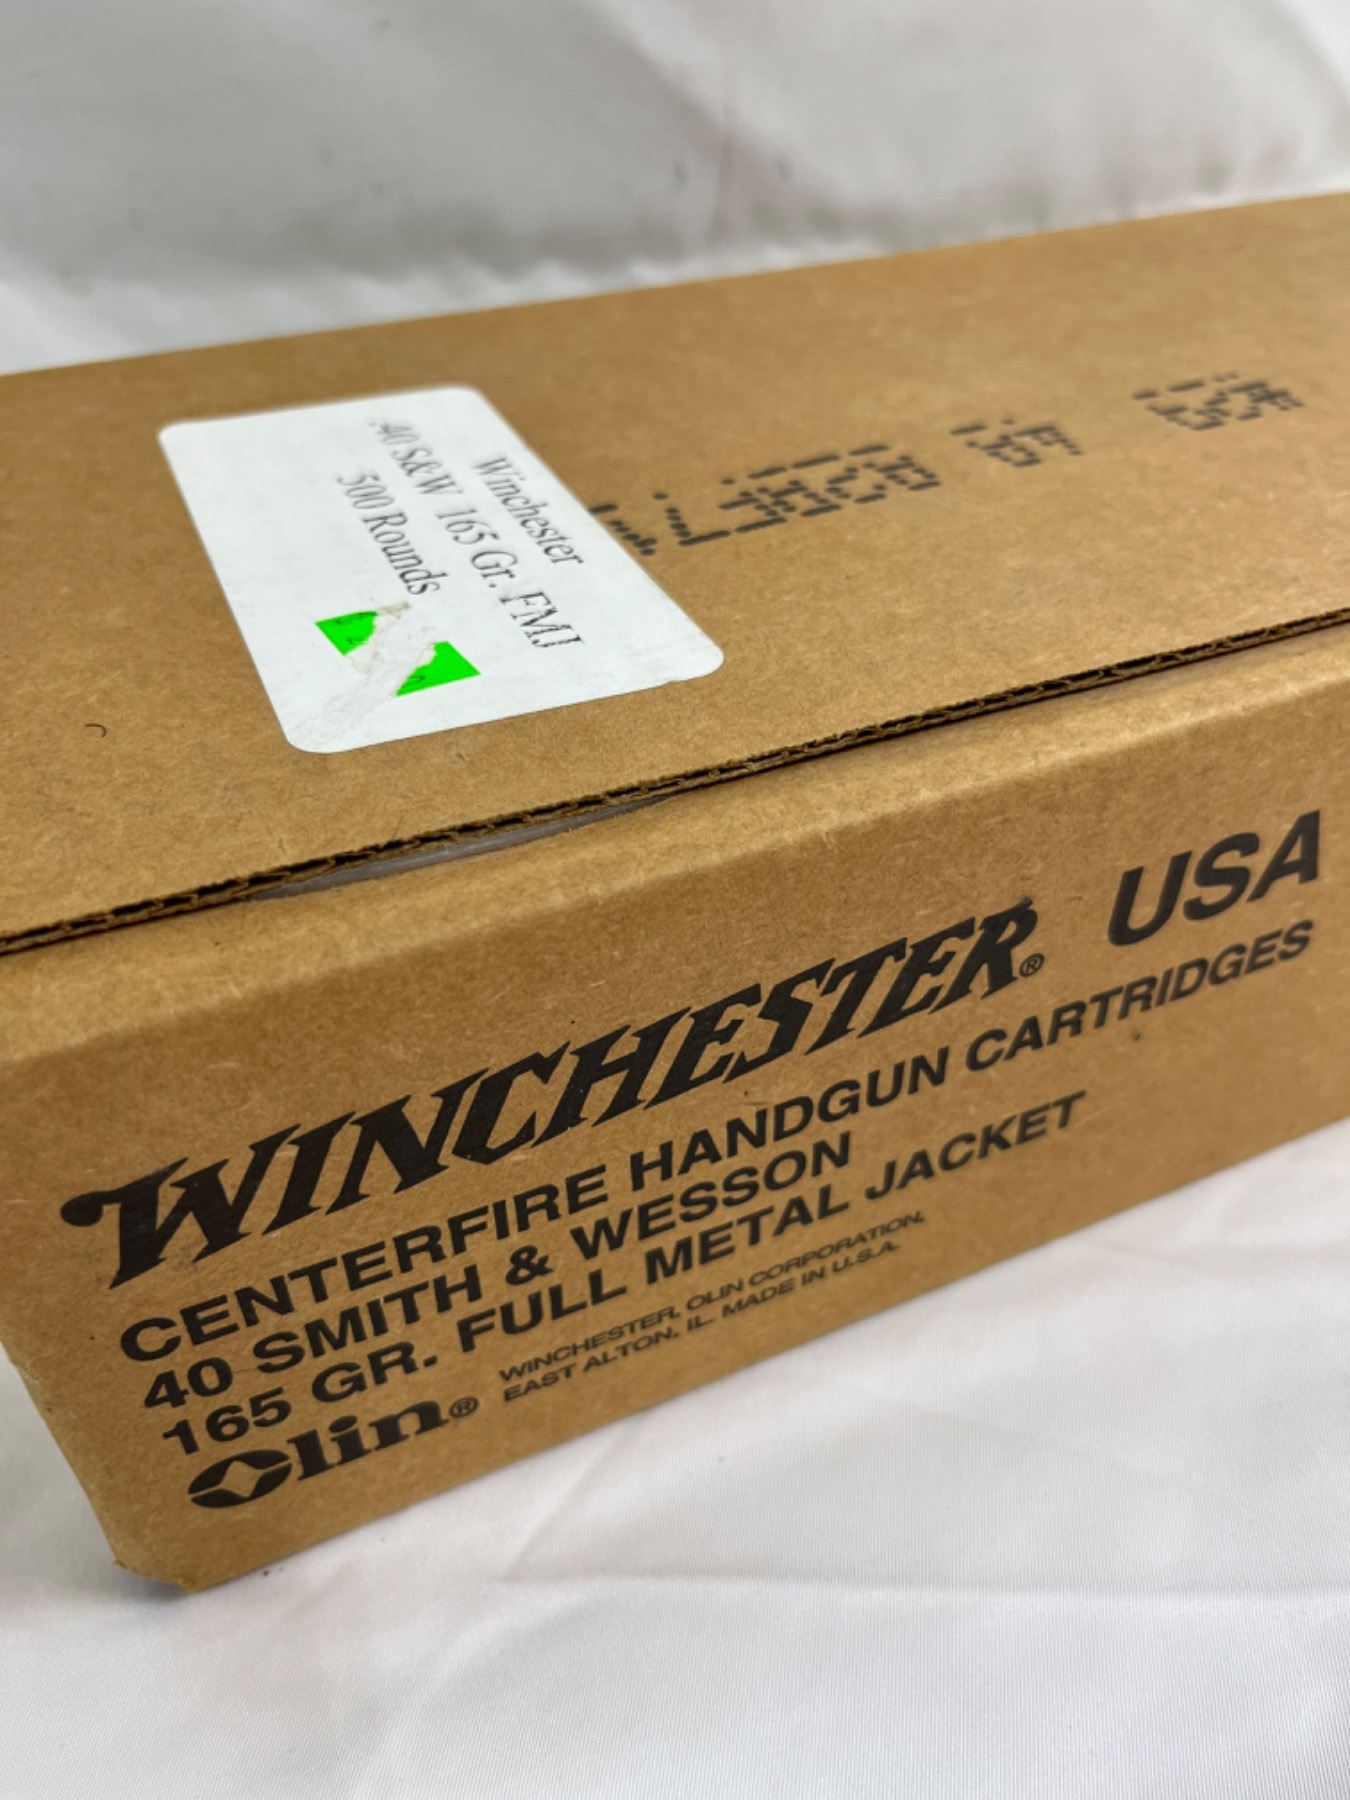 Winchester
.40 S&W 165 Gr. FMJ
500 Rounds
WINCHESTER® USA
CENTERFIRE HANDGUN CARTRIDGES
40 SMITH & WESSON
165 GR. FULL METAL JACKET
Olin®
WINCHESTER, OLIN CORPORATION,
EAST ALTON, IL. MADE IN U.S.A.